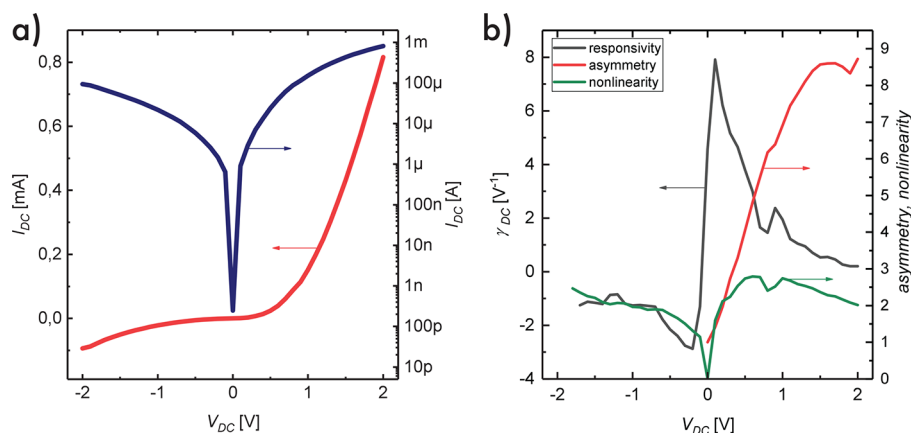 a)
I_DC [mA]
0,8
0,6
0,4
0,2
0,0
-2 -1 0 1 2
V_DC [V]
1m
100µ
10µ
1µ
100n
10n
1n
100p
10p
I_DC [A]
b)
responsivity
asymmetry
nonlinearity
γ_DC [V⁻¹]
8
6
4
2
0
-2
-4
-2 -1 0 1 2
V_DC [V]
9
8
7
6
5
4
3
2
1
0
asymmetry, nonlinearity